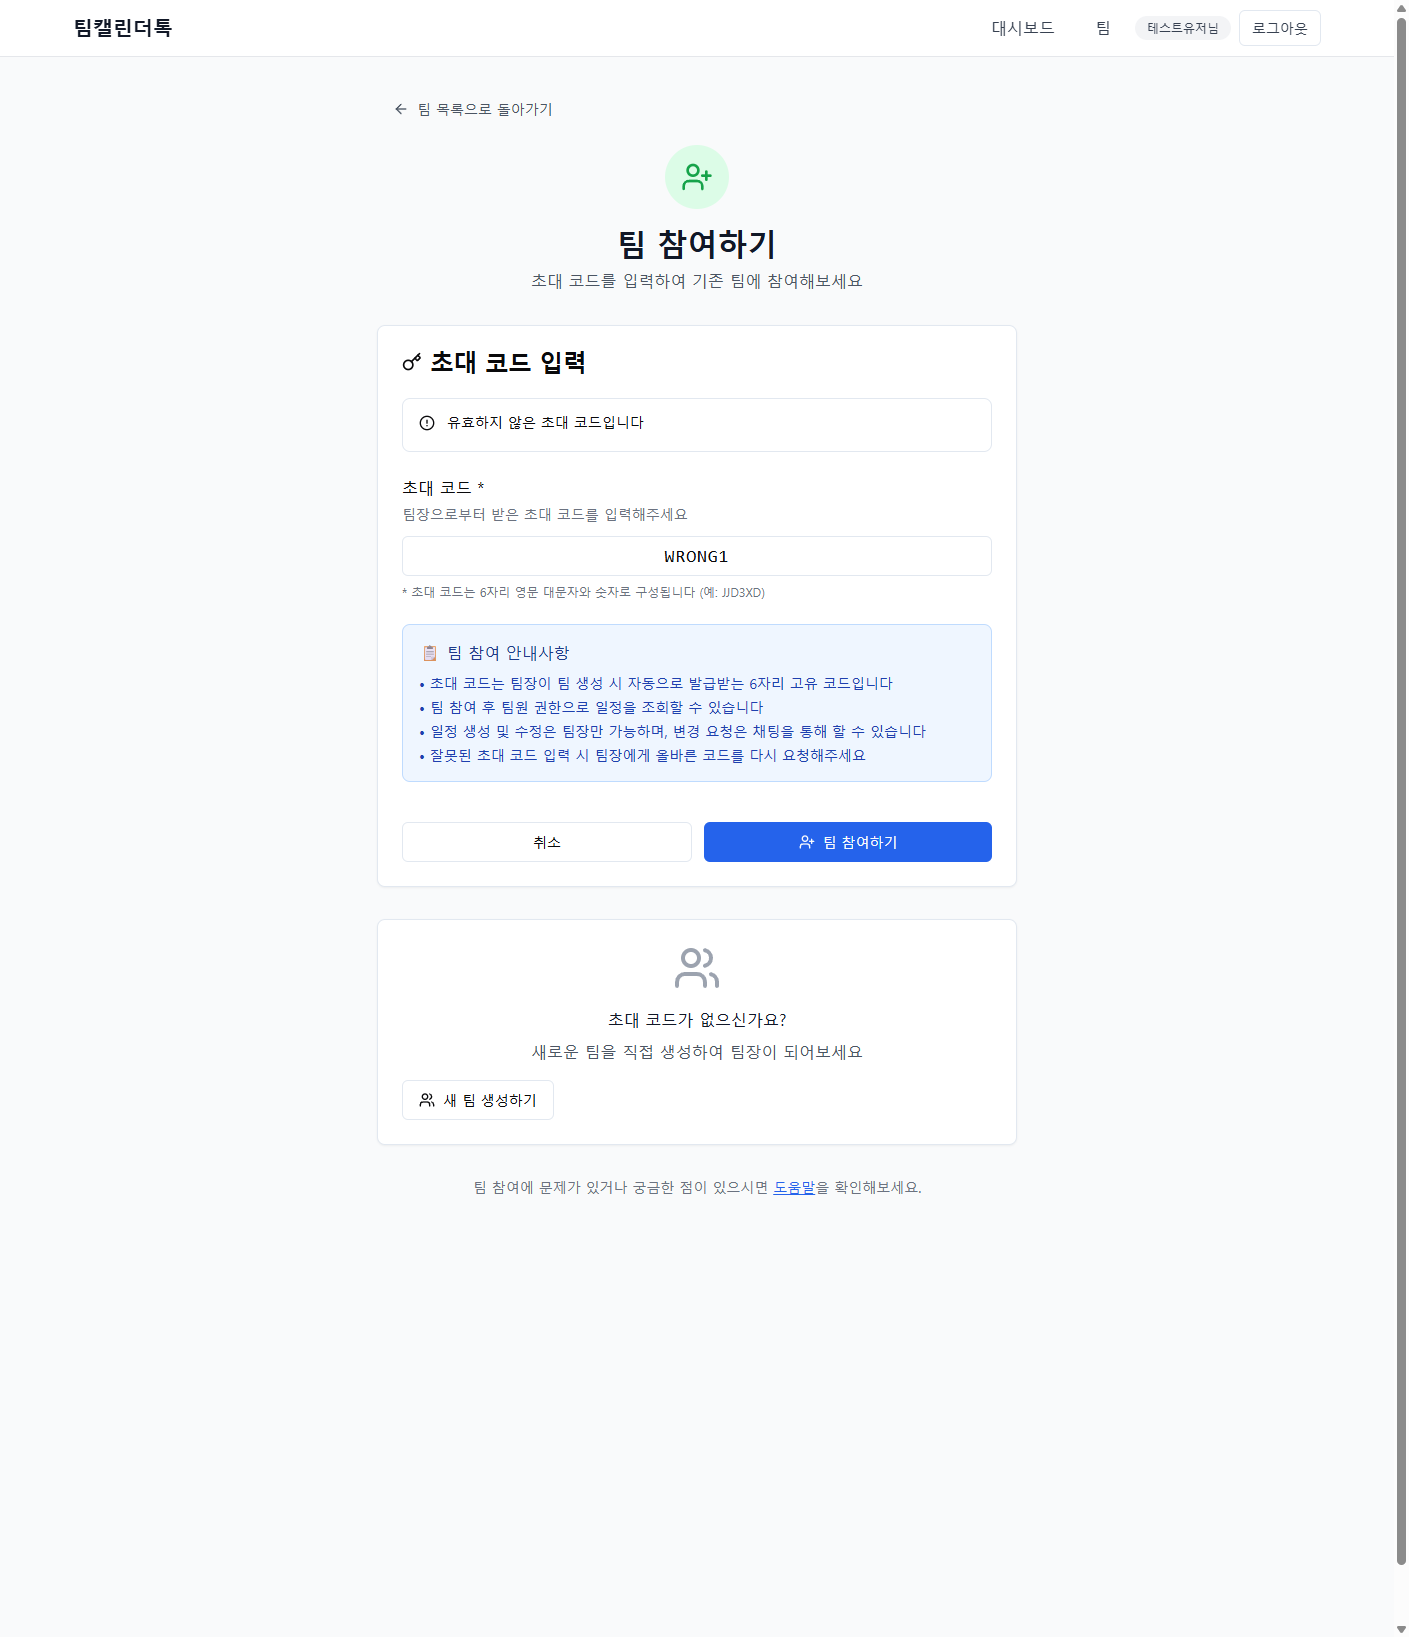 팀캘린더톡
대시보드
팀
테스트유저님
로그아웃
팀 목록으로 돌아가기
팀 참여하기
초대 코드를 입력하여 기존 팀에 참여해보세요
초대 코드 입력
유효하지 않은 초대 코드입니다
초대 코드 *
팀장으로부터 받은 초대 코드를 입력해주세요
WRONG1
* 초대 코드는 6자리 영문 대문자와 숫자로 구성됩니다 (예: JJD3XD)
📋 팀 참여 안내사항
• 초대 코드는 팀장이 팀 생성 시 자동으로 발급받는 6자리 고유 코드입니다
• 팀 참여 후 팀원 권한으로 일정을 조회할 수 있습니다
• 일정 생성 및 수정은 팀장만 가능하며, 변경 요청은 채팅을 통해 할 수 있습니다
• 잘못된 초대 코드 입력 시 팀장에게 올바른 코드를 다시 요청해주세요
취소
팀 참여하기
초대 코드가 없으신가요?
새로운 팀을 직접 생성하여 팀장이 되어보세요
새 팀 생성하기
팀 참여에 문제가 있거나 궁금한 점이 있으시면 도움말을 확인해보세요.